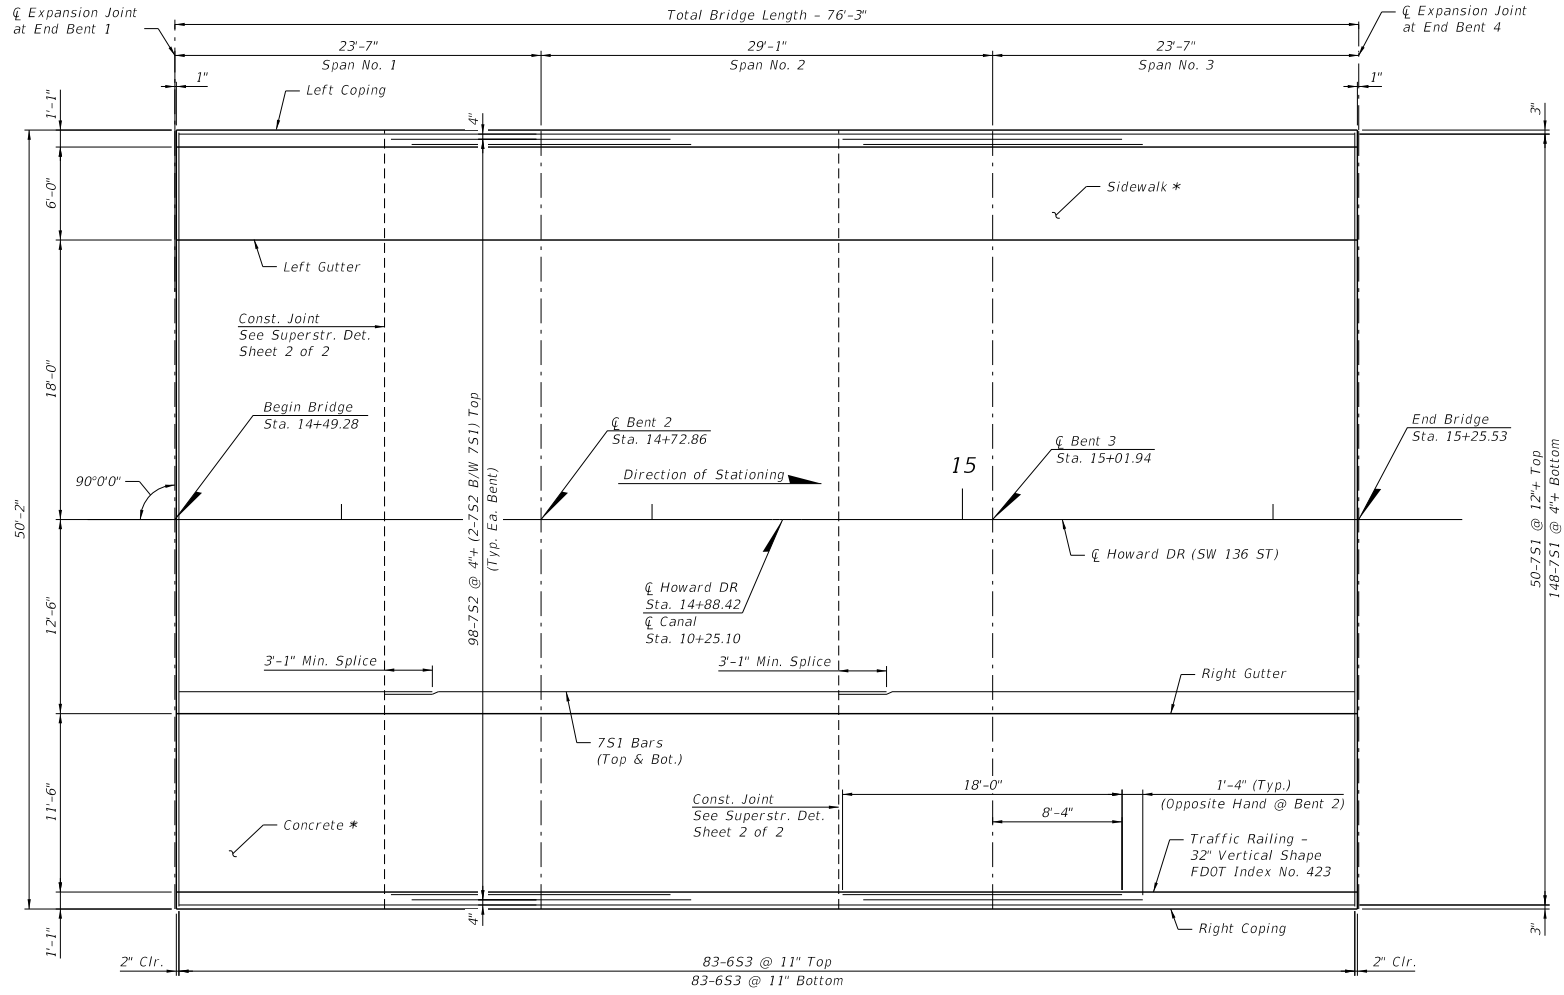 ℄ Expansion Joint
at End Bent 1
Total Bridge Length – 76'–3"
℄ Expansion Joint
at End Bent 4
23'–7"
Span No. 1
29'–1"
Span No. 2
23'–7"
Span No. 3
1"
1"
Left Coping
1'–1"
4"
3"
6'–0"
Sidewalk *
Left Gutter
Const. Joint
See Superstr. Det.
Sheet 2 of 2
18'–0"
Begin Bridge
Sta. 14+49.28
℄ Bent 2
Sta. 14+72.86
℄ Bent 3
Sta. 15+01.94
End Bridge
Sta. 15+25.53
Direction of Stationing
15
90°0'0"
50'–2"
98–7S2 @ 4"± (2–7S2 B/W 7S1) Top
(Typ. Ea. Bent)
50–7S1 @ 12"± Top
148–7S1 @ 4"± Bottom
℄ Howard DR (SW 136 ST)
12'–6"
℄ Howard DR
Sta. 14+88.42
℄ Canal
Sta. 10+25.10
3'–1" Min. Splice
3'–1" Min. Splice
Right Gutter
7S1 Bars
(Top & Bot.)
11'–6"
18'–0"
1'–4" (Typ.)
(Opposite Hand @ Bent 2)
8'–4"
Const. Joint
See Superstr. Det.
Sheet 2 of 2
Concrete *
Traffic Railing –
32" Vertical Shape
FDOT Index No. 423
4"
3"
Right Coping
1'–1"
2" Clr.
83–6S3 @ 11" Top
83–6S3 @ 11" Bottom
2" Clr.